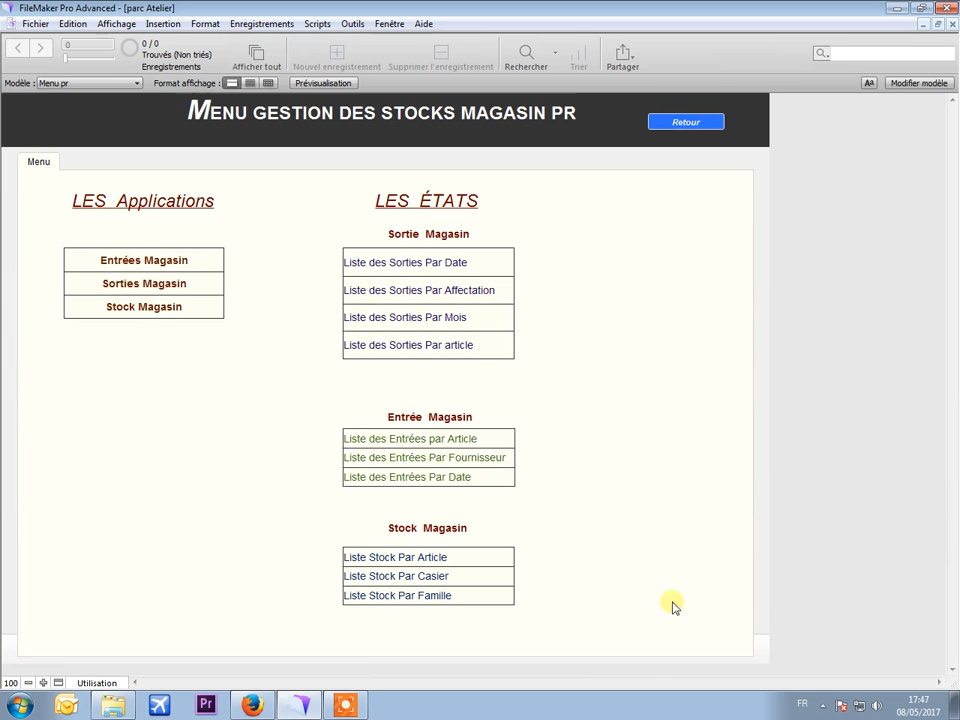 FileMaker Pro Advanced - [parc Atelier]
Fichier Edition Affichage Insertion Format Enregistrements Scripts Outils Fenêtre Aide
0
0 / 0
Trouvés (Non triés)
Enregistrements
Afficher tout
Nouvel enregistrement
Supprimer l'enregistrement
Rechercher
Trier
Partager
Modèle : Menu pr
Format affichage :
Prévisualisation
Aa
Modifier modèle
MENU GESTION DES STOCKS MAGASIN PR
Retour
Menu
LES Applications
Entrées Magasin
Sorties Magasin
Stock Magasin
LES ÉTATS
Sortie Magasin
Liste des Sorties Par Date
Liste des Sorties Par Affectation
Liste des Sorties Par Mois
Liste des Sorties Par article
Entrée Magasin
Liste des Entrées par Article
Liste des Entrées Par Fournisseur
Liste des Entrées Par Date
Stock Magasin
Liste Stock Par Article
Liste Stock Par Casier
Liste Stock Par Famille
100
Utilisation
Pr
FR
17:47
08/05/2017